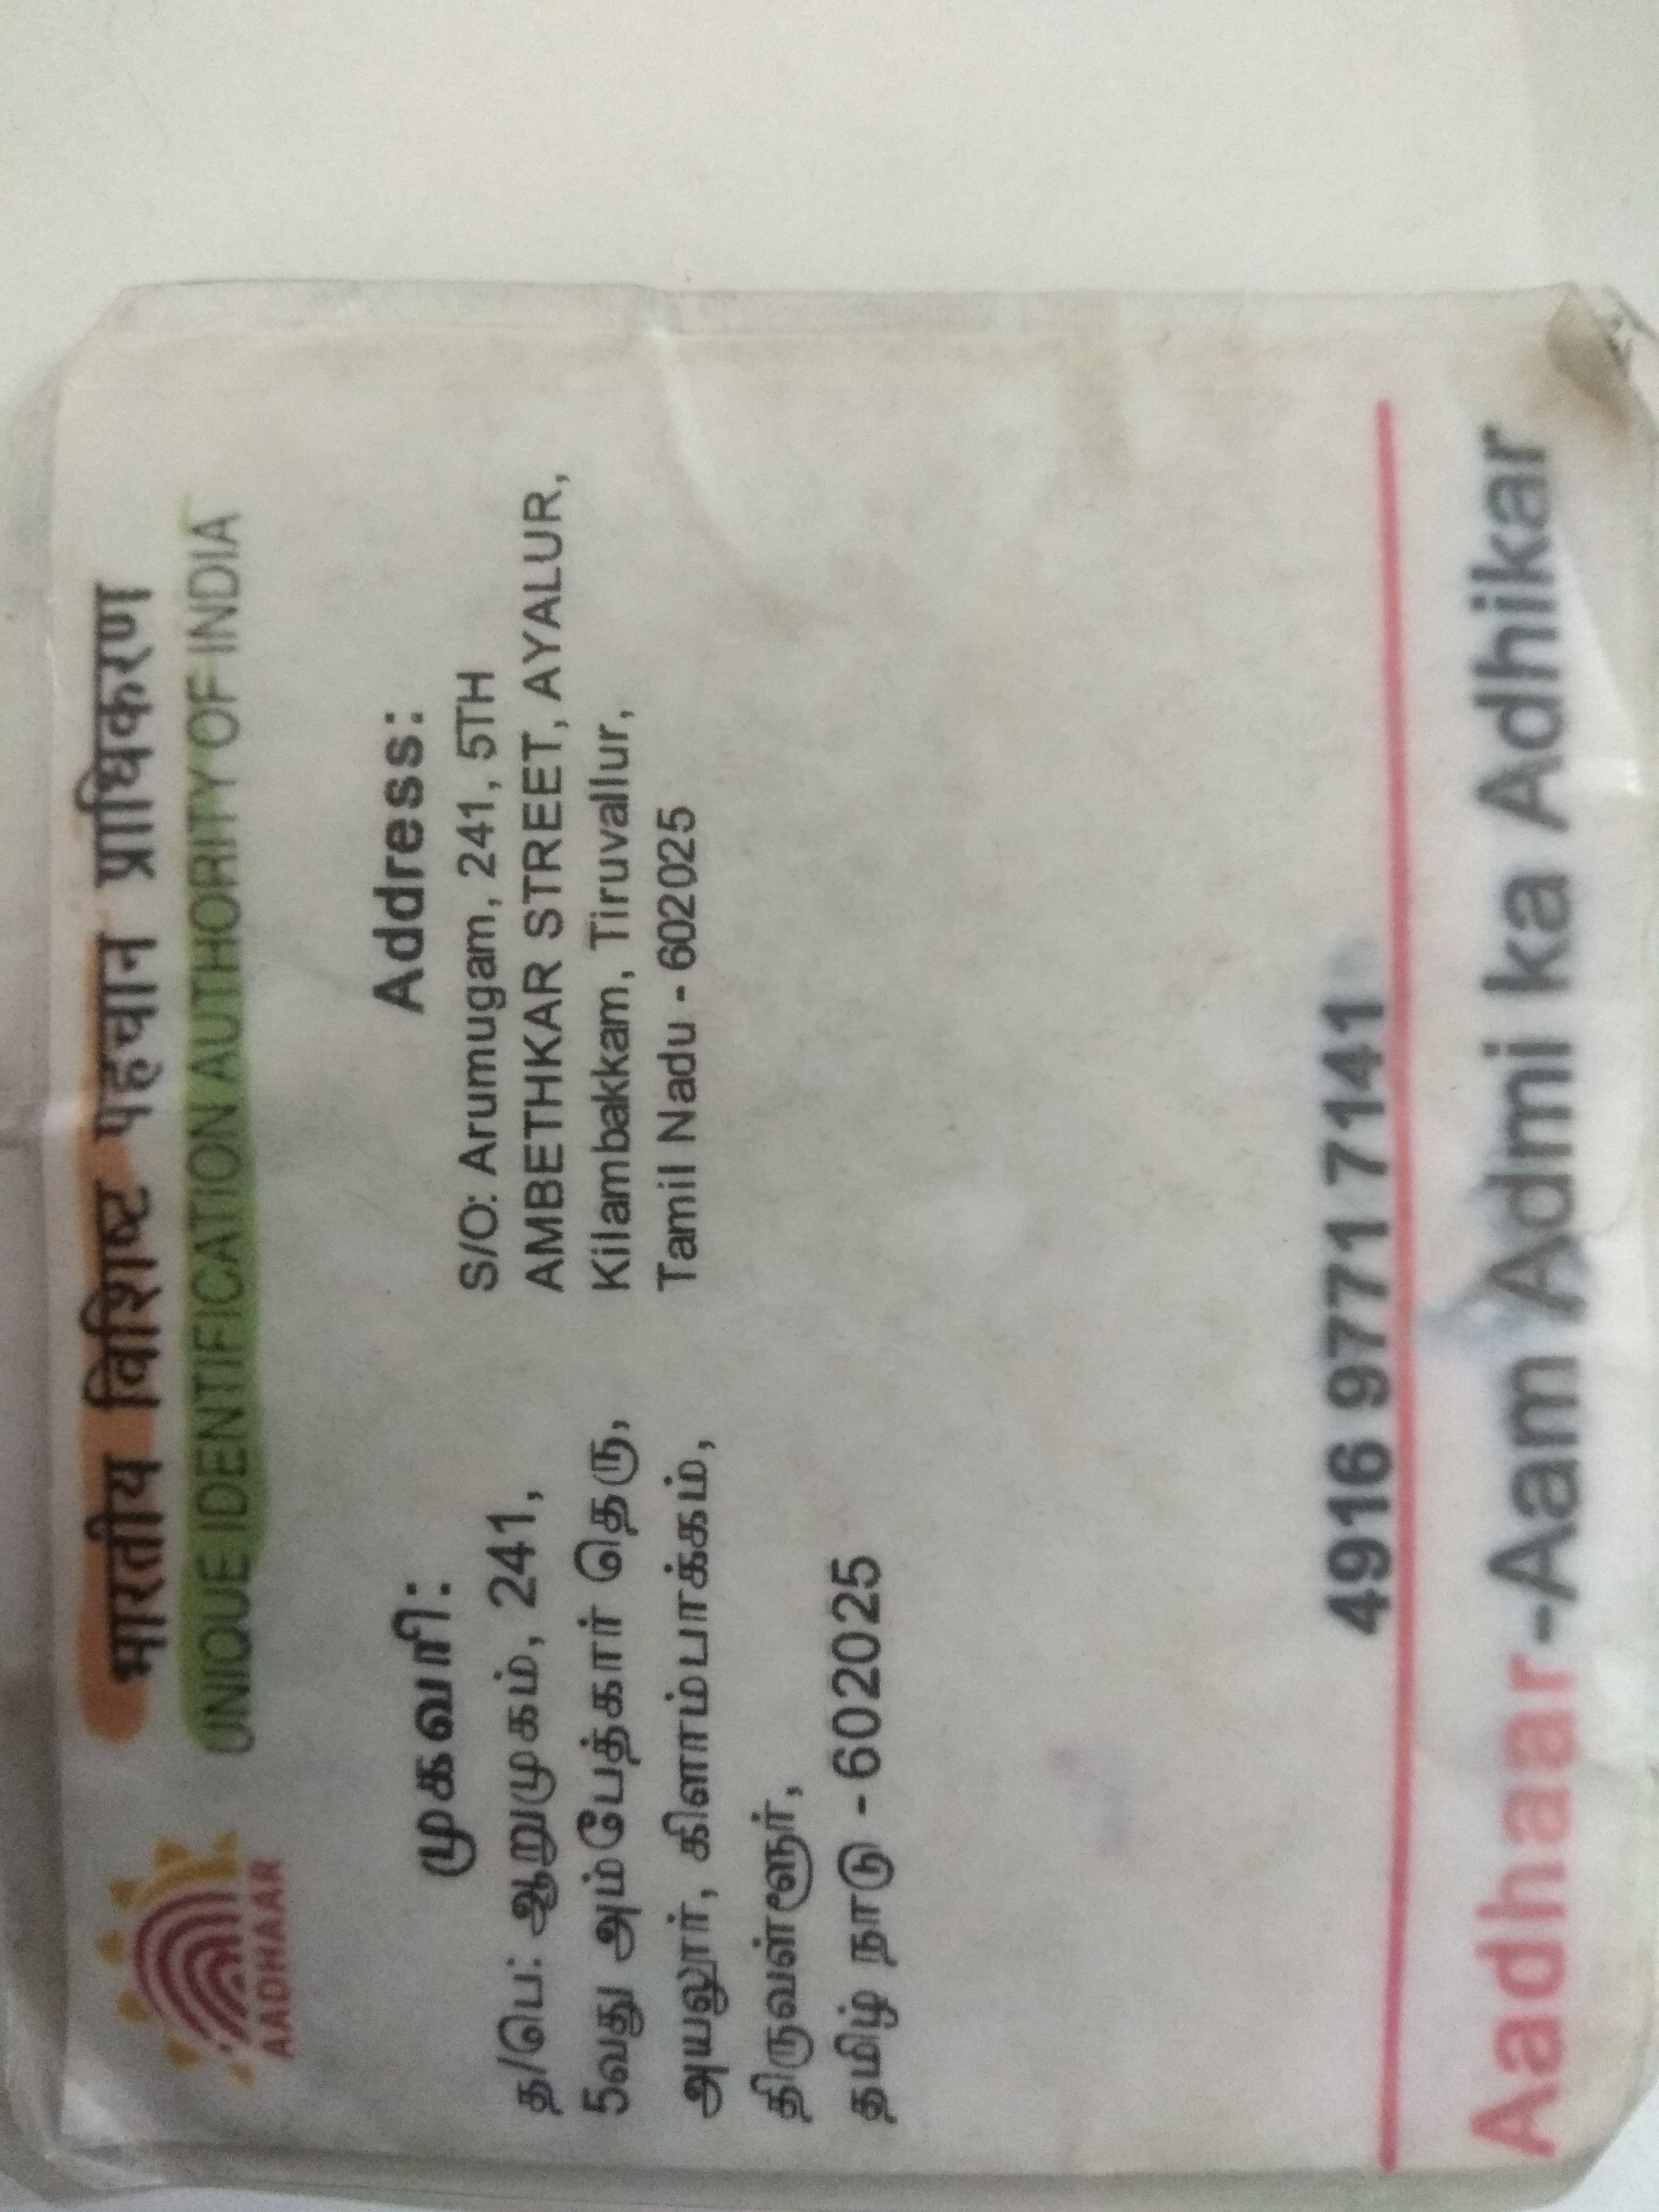 भारतीय विशिष्ट पहचान प्राधिकरण
UNIQUE IDENTIFICATION AUTHORITY OF INDIA
AADHAAR
முகவரி:
த/பெ: ஆறுமுகம், 241,
5வது அம்பேத்கார் தெரு,
அயலூர், கிளாம்பாக்கம்,
திருவள்ளூர்,
தமிழ் நாடு - 602025
Address:
S/O: Arumugam, 241, 5TH
AMBETHKAR STREET, AYALUR,
Kilambakkam, Tiruvallur,
Tamil Nadu - 602025
4916 9771 7141
Aadhaar-Aam Admi ka Adhikar